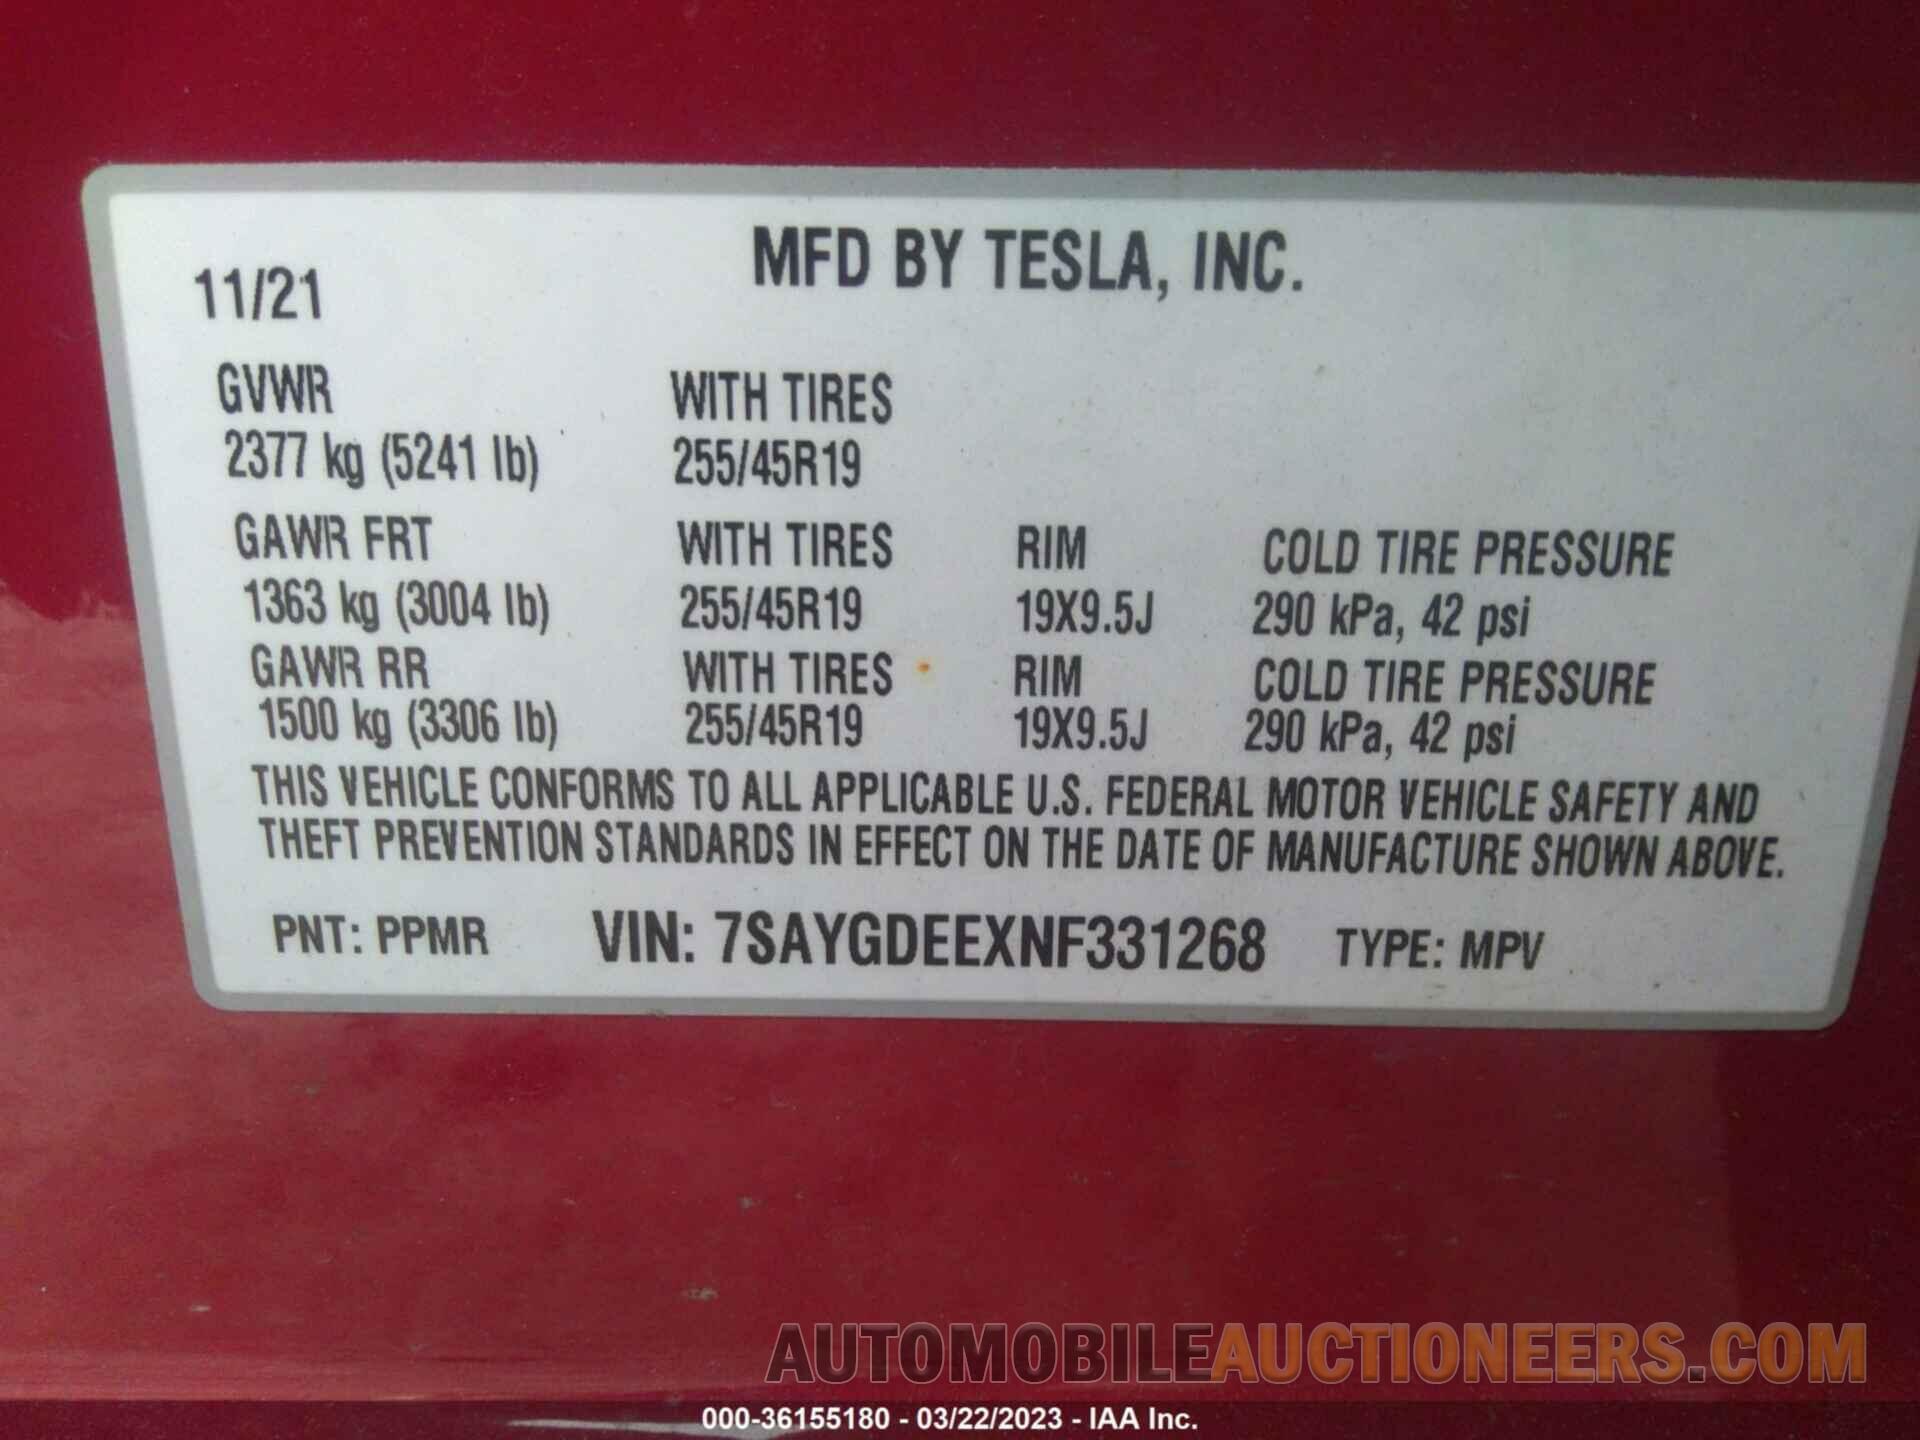 11/21 MFD BY TESLA, INC.
GVWR WITH TIRES
2377 kg (5241 lb) 255/45R19
GAWR FRT WITH TIRES RIM COLD TIRE PRESSURE
1363 kg (3004 lb) 255/45R19 19X9.5J 290 kPa, 42 psi
GAWR RR WITH TIRES RIM COLD TIRE PRESSURE
1500 kg (3306 lb) 255/45R19 19X9.5J 290 kPa, 42 psi
THIS VEHICLE CONFORMS TO ALL APPLICABLE U.S. FEDERAL MOTOR VEHICLE SAFETY AND
THEFT PREVENTION STANDARDS IN EFFECT ON THE DATE OF MANUFACTURE SHOWN ABOVE.
PNT: PPMR VIN: 7SAYGDEEXNF331268 TYPE: MPV
AUTOMOBILEAUCTIONEERS.COM
000-36155180 - 03/22/2023 - IAA Inc.